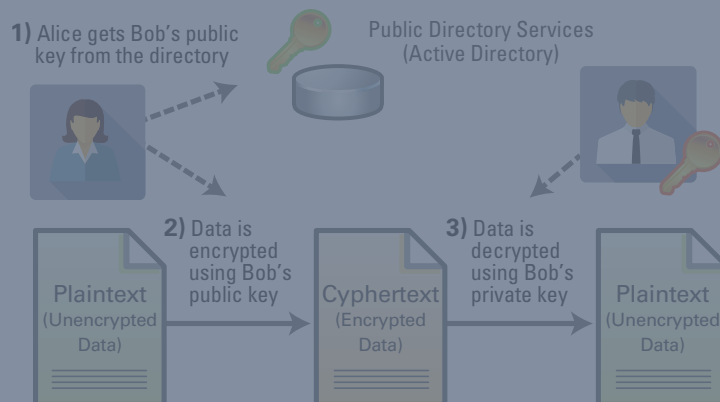 1) Alice gets Bob's public
key from the directory
Public Directory Services
(Active Directory)
2) Data is
encrypted
using Bob's
public key
3) Data is
decrypted
using Bob's
private key
Plaintext
(Unencrypted
Data)
Cyphertext
(Encrypted
Data)
Plaintext
(Unencrypted
Data)